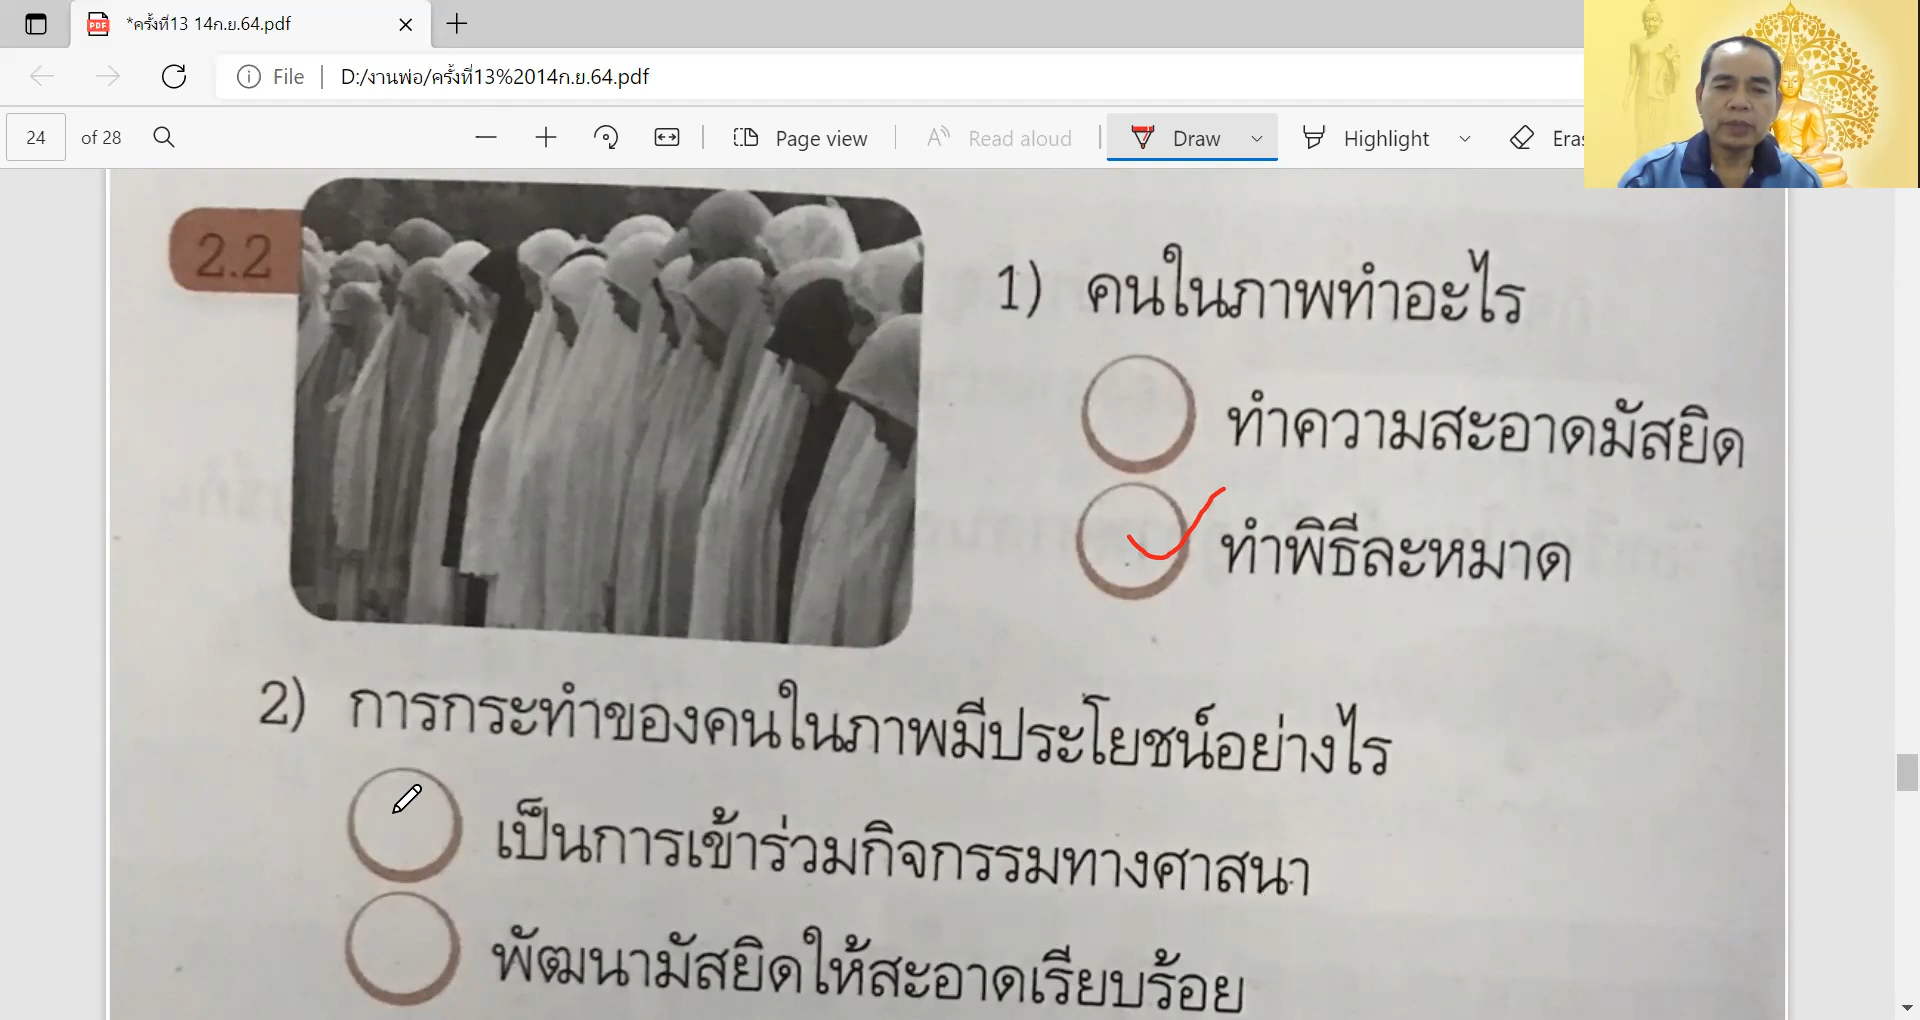 *ครั้งที่13 14ก.ย.64.pdf
File
D:/งานพ่อ/ครั้งที่13%2014ก.ย.64.pdf
24 of 28
Page view
Read aloud
Draw
Highlight
2.2
1) คนในภาพทำอะไร
ทำความสะอาดมัสยิด
ทำพิธีละหมาด
2) การกระทำของคนในภาพมีประโยชน์อย่างไร
เป็นการเข้าร่วมกิจกรรมทางศาสนา
พัฒนามัสยิดให้สะอาดเรียบร้อย